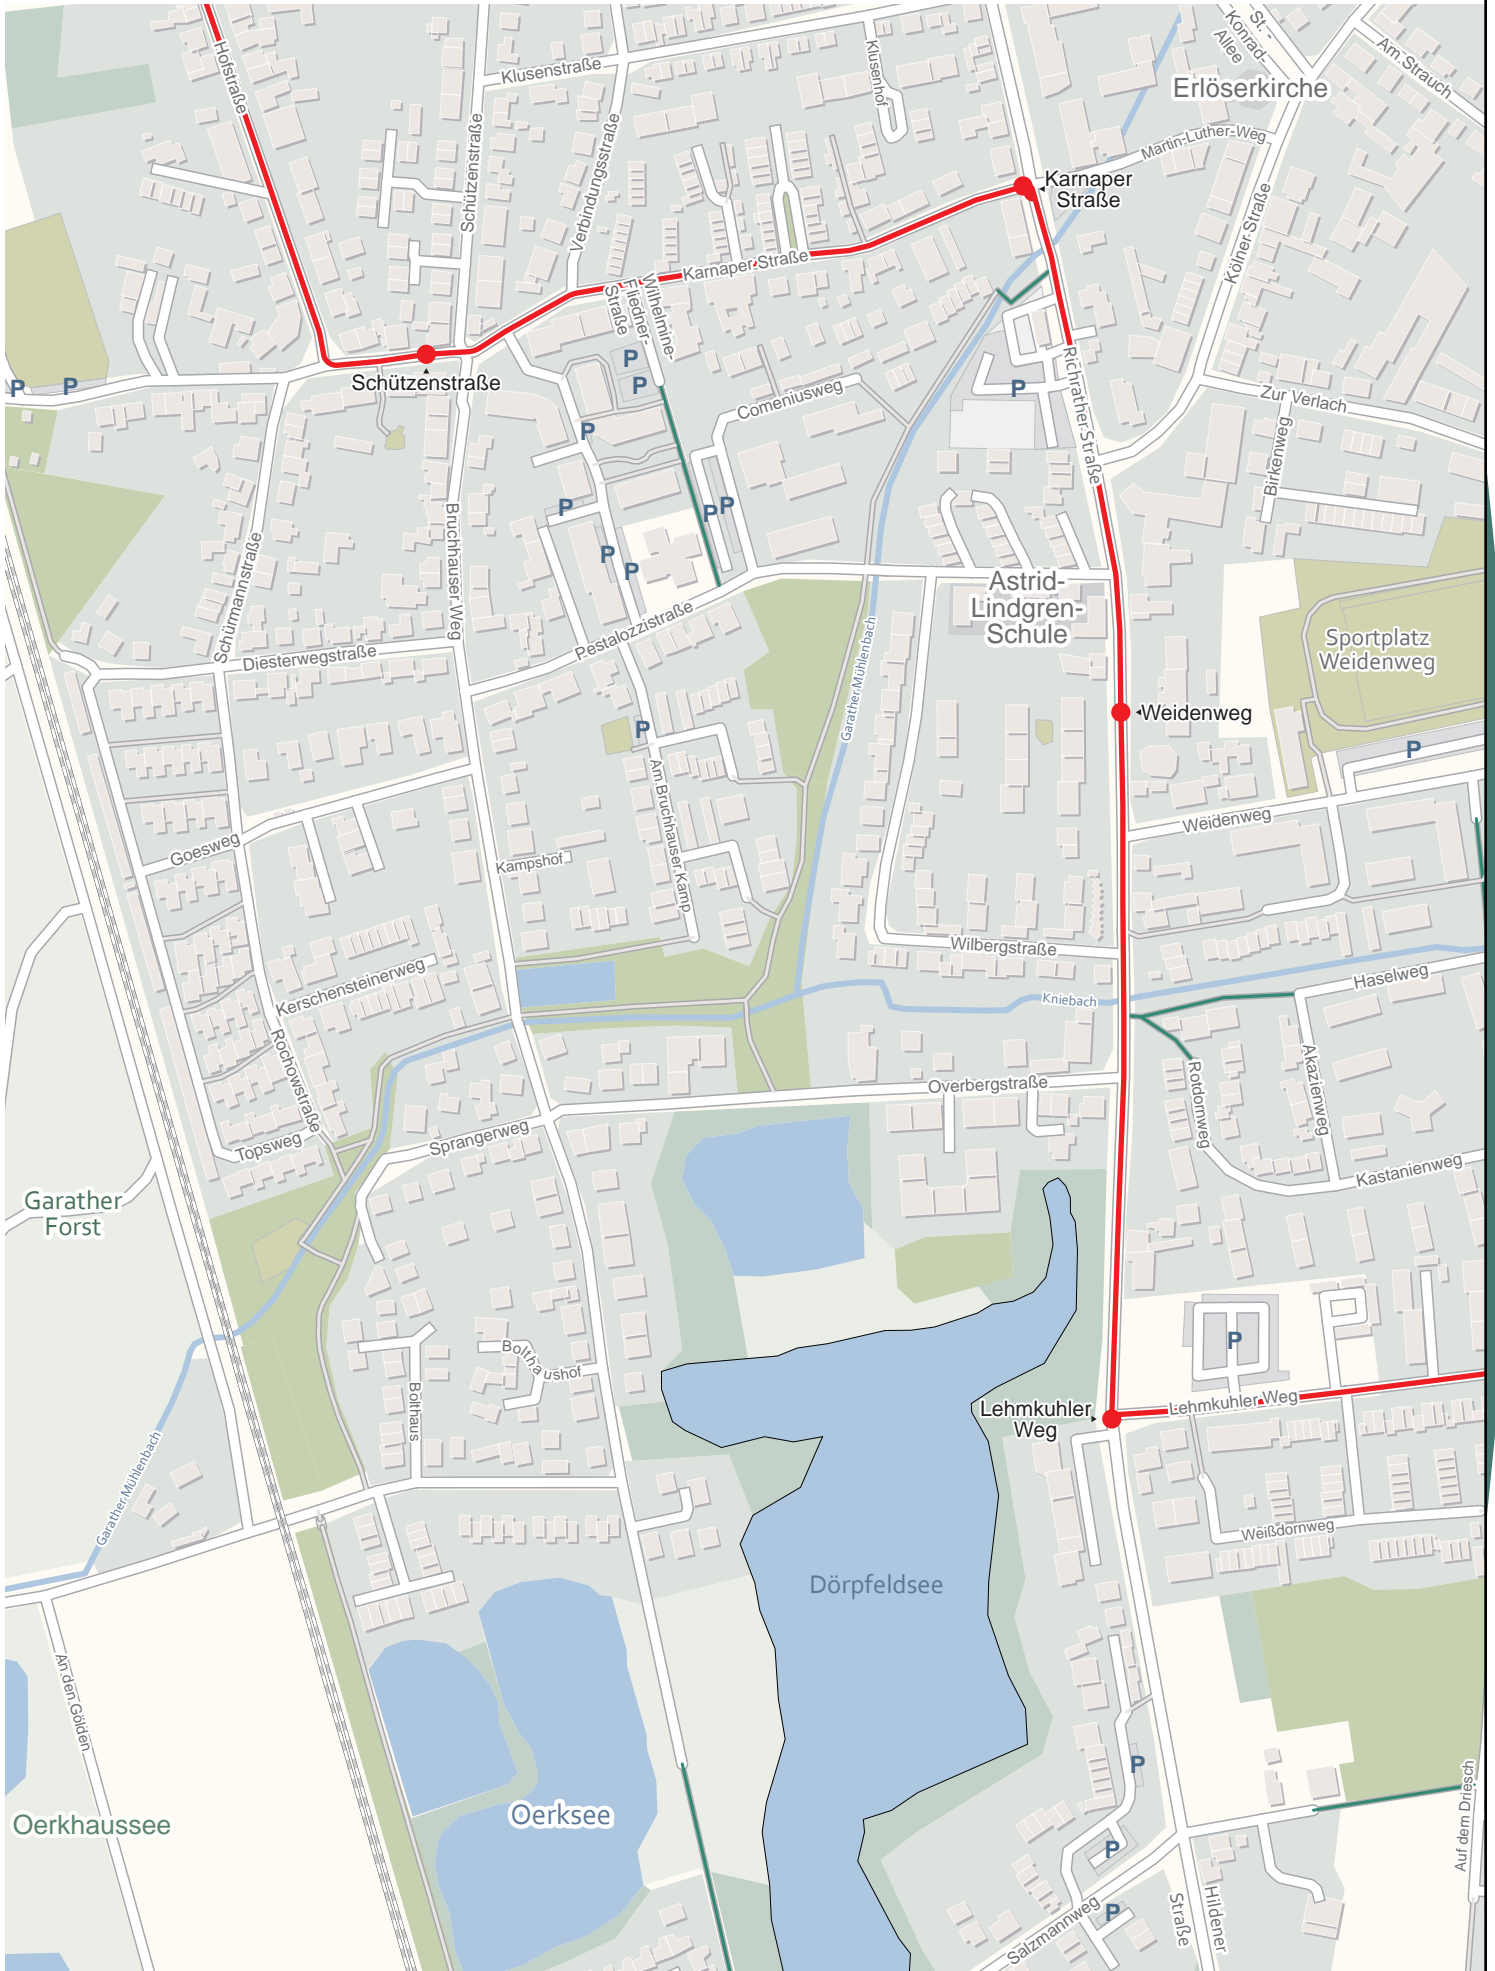 Hofstraße
Klusenstraße
Klusenhof
St.-
Konrad-
Allee
Am Strauch
Erlöserkirche
Martin-Luther-Weg
Schützenstraße
Verbindungsstraße
Karnaper
Straße
Kölner Straße
Karnaper Straße
Wilhelmine-
Fliedner-
Straße
P
P
P
P
Schützenstraße
P
Richrather Straße
Comeniusweg
Zur Verlach
Birkenweg
P
P
P
P
Bruchhauser Weg
P
P
Schürmannstraße
Astrid-
Lindgren-
Schule
Pestalozzistraße
Garather Mühlenbach
Sportplatz
Weidenweg
Diesterwegstraße
Weidenweg
P
P
Am Bruchhauser Kamp
Weidenweg
Goesweg
Kampshof
Wilbergstraße
Kerschensteinerweg
Haselweg
Kniebach
Rochowstraße
Rotdornweg
Akazienweg
Overbergstraße
Sprangerweg
Topsweg
Kastanienweg
Garather
Forst
P
Bolthaushof
Bolthaus
Lehmkuhler
Weg
Lehmkuhler Weg
Garather Mühlenbach
Weißdornweg
Dörpfeldsee
An den Gölden
P
Auf dem Driesch
Oerksee
Oerkhaussee
P
P
Salzmannweg
Hildener
Straße